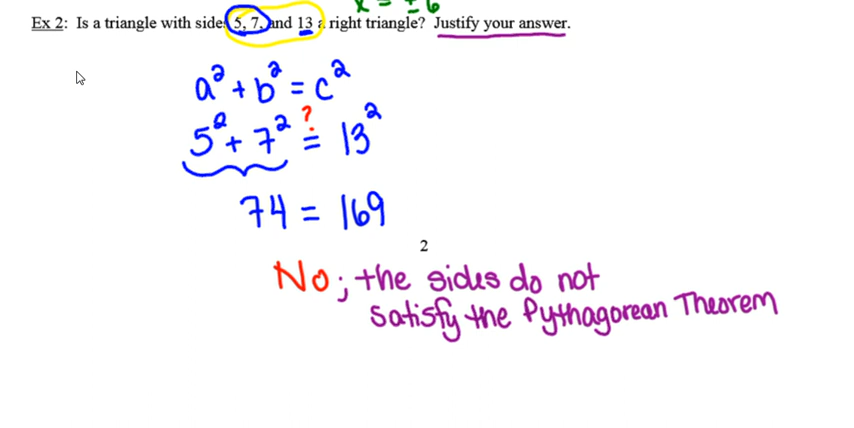 x = ±6
Ex 2: Is a triangle with side 5, 7, and 13 a right triangle? Justify your answer.
a² + b² = c²
?
5² + 7² = 13²
74 = 169
2
No; the sides do not
satisfy the Pythagorean Theorem